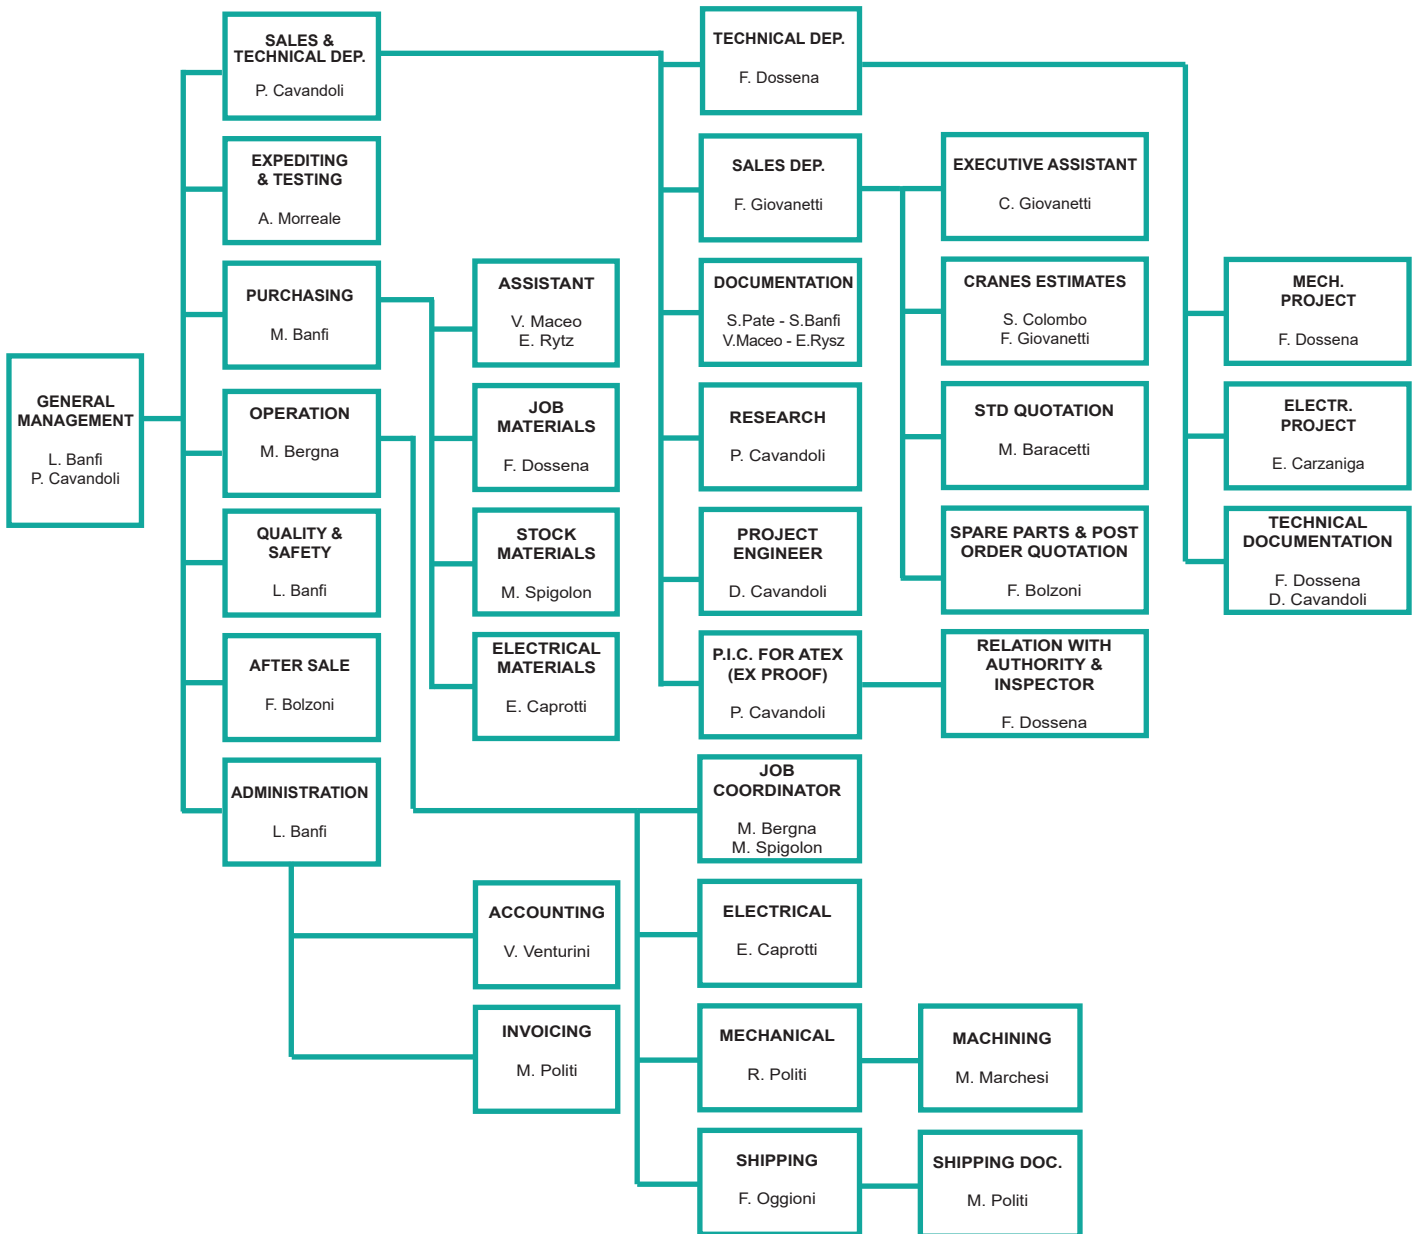 GENERAL
MANAGEMENT
L. Banfi
P. Cavandoli
SALES &
TECHNICAL DEP.
P. Cavandoli
EXPEDITING
& TESTING
A. Morreale
PURCHASING
M. Banfi
OPERATION
M. Bergna
QUALITY &
SAFETY
L. Banfi
AFTER SALE
F. Bolzoni
ADMINISTRATION
L. Banfi
ASSISTANT
V. Maceo
E. Rytz
JOB
MATERIALS
F. Dossena
STOCK
MATERIALS
M. Spigolon
ELECTRICAL
MATERIALS
E. Caprotti
ACCOUNTING
V. Venturini
INVOICING
M. Politi
TECHNICAL DEP.
F. Dossena
SALES DEP.
F. Giovanetti
DOCUMENTATION
S.Pate - S.Banfi
V.Maceo - E.Rysz
RESEARCH
P. Cavandoli
PROJECT
ENGINEER
D. Cavandoli
P.I.C. FOR ATEX
(EX PROOF)
P. Cavandoli
JOB
COORDINATOR
M. Bergna
M. Spigolon
ELECTRICAL
E. Caprotti
MECHANICAL
R. Politi
SHIPPING
F. Oggioni
EXECUTIVE ASSISTANT
C. Giovanetti
CRANES ESTIMATES
S. Colombo
F. Giovanetti
STD QUOTATION
M. Baracetti
SPARE PARTS & POST
ORDER QUOTATION
F. Bolzoni
RELATION WITH
AUTHORITY &
INSPECTOR
F. Dossena
MACHINING
M. Marchesi
SHIPPING DOC.
M. Politi
MECH.
PROJECT
F. Dossena
ELECTR.
PROJECT
E. Carzaniga
TECHNICAL
DOCUMENTATION
F. Dossena
D. Cavandoli